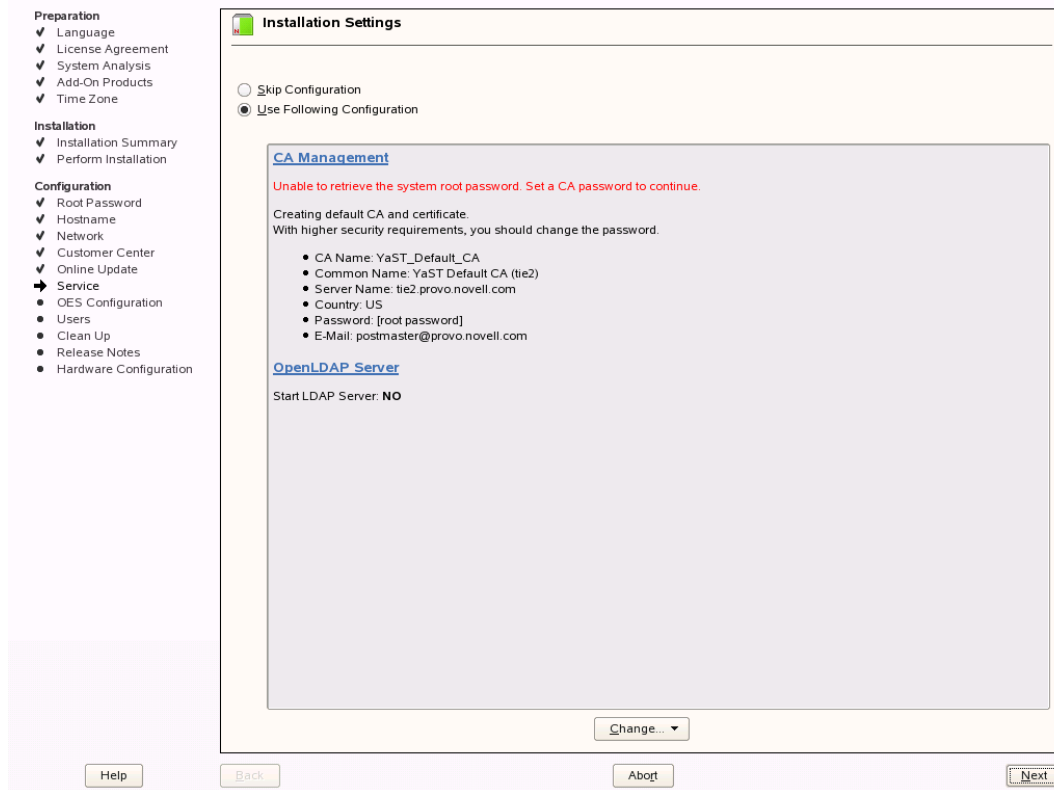 Preparation
Language
License Agreement
System Analysis
Add-On Products
Time Zone
Installation
Installation Summary
Perform Installation
Configuration
Root Password
Hostname
Network
Customer Center
Online Update
Service
OES Configuration
Users
Clean Up
Release Notes
Hardware Configuration
Installation Settings
Skip Configuration
Use Following Configuration
CA Management
Unable to retrieve the system root password. Set a CA password to continue.
Creating default CA and certificate.
With higher security requirements, you should change the password.
CA Name: YaST_Default_CA
Common Name: YaST Default CA (tie2)
Server Name: tie2.provo.novell.com
Country: US
Password: [root password]
E-Mail: postmaster@provo.novell.com
OpenLDAP Server
Start LDAP Server: NO
Change...
Help
Back
Abort
Next